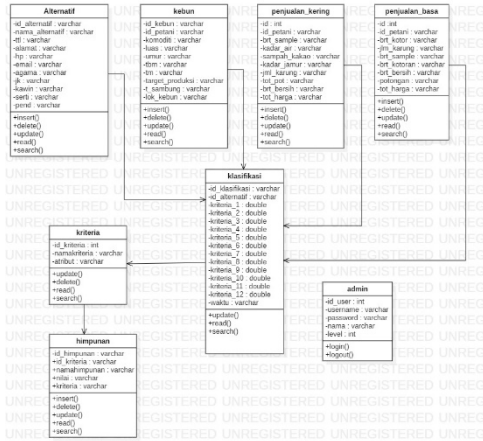 Alternatif
-id_alternatif : varchar
-nama_alternatif : varchar
-ttl : varchar
-alamat : varchar
-hp : varchar
-email : varchar
-agama : varchar
-jk : varchar
-kawin : varchar
-serti : varchar
-pend : varchar
+insert()
+delete()
+update()
+read()
+search()
kebun
-id_kebun : varchar
-id_petani : varchar
-komoditi : varchar
-luas : varchar
-umur : varchar
-tbm : varchar
-tm : varchar
-target_produksi : varchar
-t_sambung : varchar
-lok_kebun : varchar
+insert()
+delete()
+update()
+read()
+search()
penjualan_kering
-id : int
-id_petani : varchar
-brt_sample : varchar
-kadar_air : varchar
-sampah_kakao : varchar
-kadar_jamur : varchar
-jml_karung : varchar
-tot_pot : varchar
-brt_bersih : varchar
-tot_harga : varchar
+insert()
+delete()
+update()
+read()
+search()
penjualan_basa
-id : int
-id_petani : varchar
-brt_kotor : varchar
-jlm_karung : varchar
-brt_sample : varchar
-brt_kotoran : varchar
-brt_bersih : varchar
-potongan : varchar
-tot_harga : varchar
+insert()
+delete()
+update()
+read()
+search()
klasifikasi
-id_klasifikasi : varchar
-id_alternatif : varchar
-kriteria_1 : double
-kriteria_2 : double
-kriteria_3 : double
-kriteria_4 : double
-kriteria_5 : double
-kriteria_6 : double
-kriteria_7 : double
-kriteria_8 : double
-kriteria_9 : double
-kriteria_10 : double
-kriteria_11 : double
-kriteria_12 : double
-waktu : varchar
+update()
+read()
+search()
kriteria
-id_kriteria : int
-namakriteria : varchar
-atribut : varchar
+update()
+delete()
+read()
+search()
himpunan
-id_himpunan : varchar
+id_kriteria : varchar
+namahimpunan : varchar
+nilai : varchar
+kriteria : varchar
+insert()
+delete()
+update()
+read()
+search()
admin
-id_user : int
-username : varchar
-password : varchar
-nama : varchar
-level : int
+login()
+logout()
UNREGISTERED